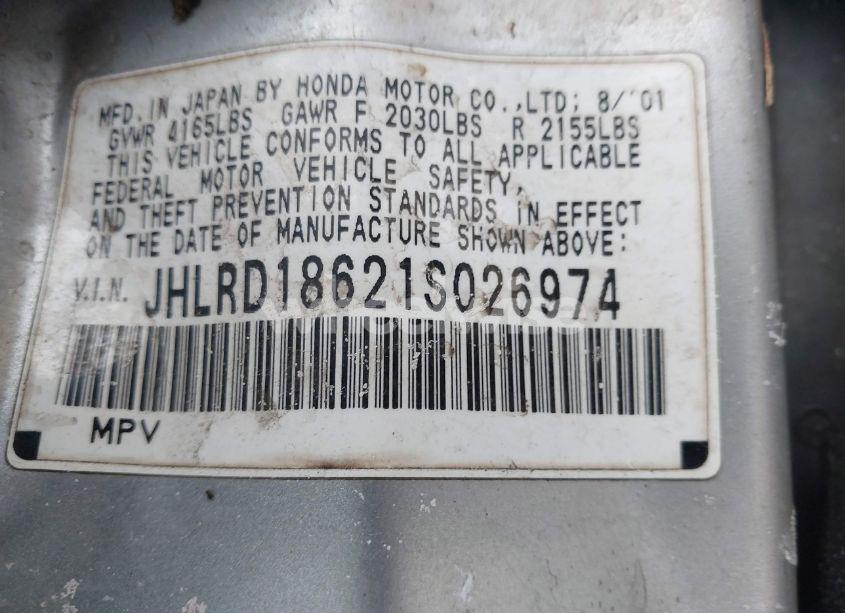 MFD. IN JAPAN BY HONDA MOTOR CO.,LTD; 8/'01
GVWR 4165LBS GAWR F 2030LBS R 2155LBS
THIS VEHICLE CONFORMS TO ALL APPLICABLE
FEDERAL MOTOR VEHICLE SAFETY,
AND THEFT PREVENTION STANDARDS IN EFFECT
ON THE DATE OF MANUFACTURE SHOWN ABOVE:
V.I.N. JHLRD18621S026974
MPV